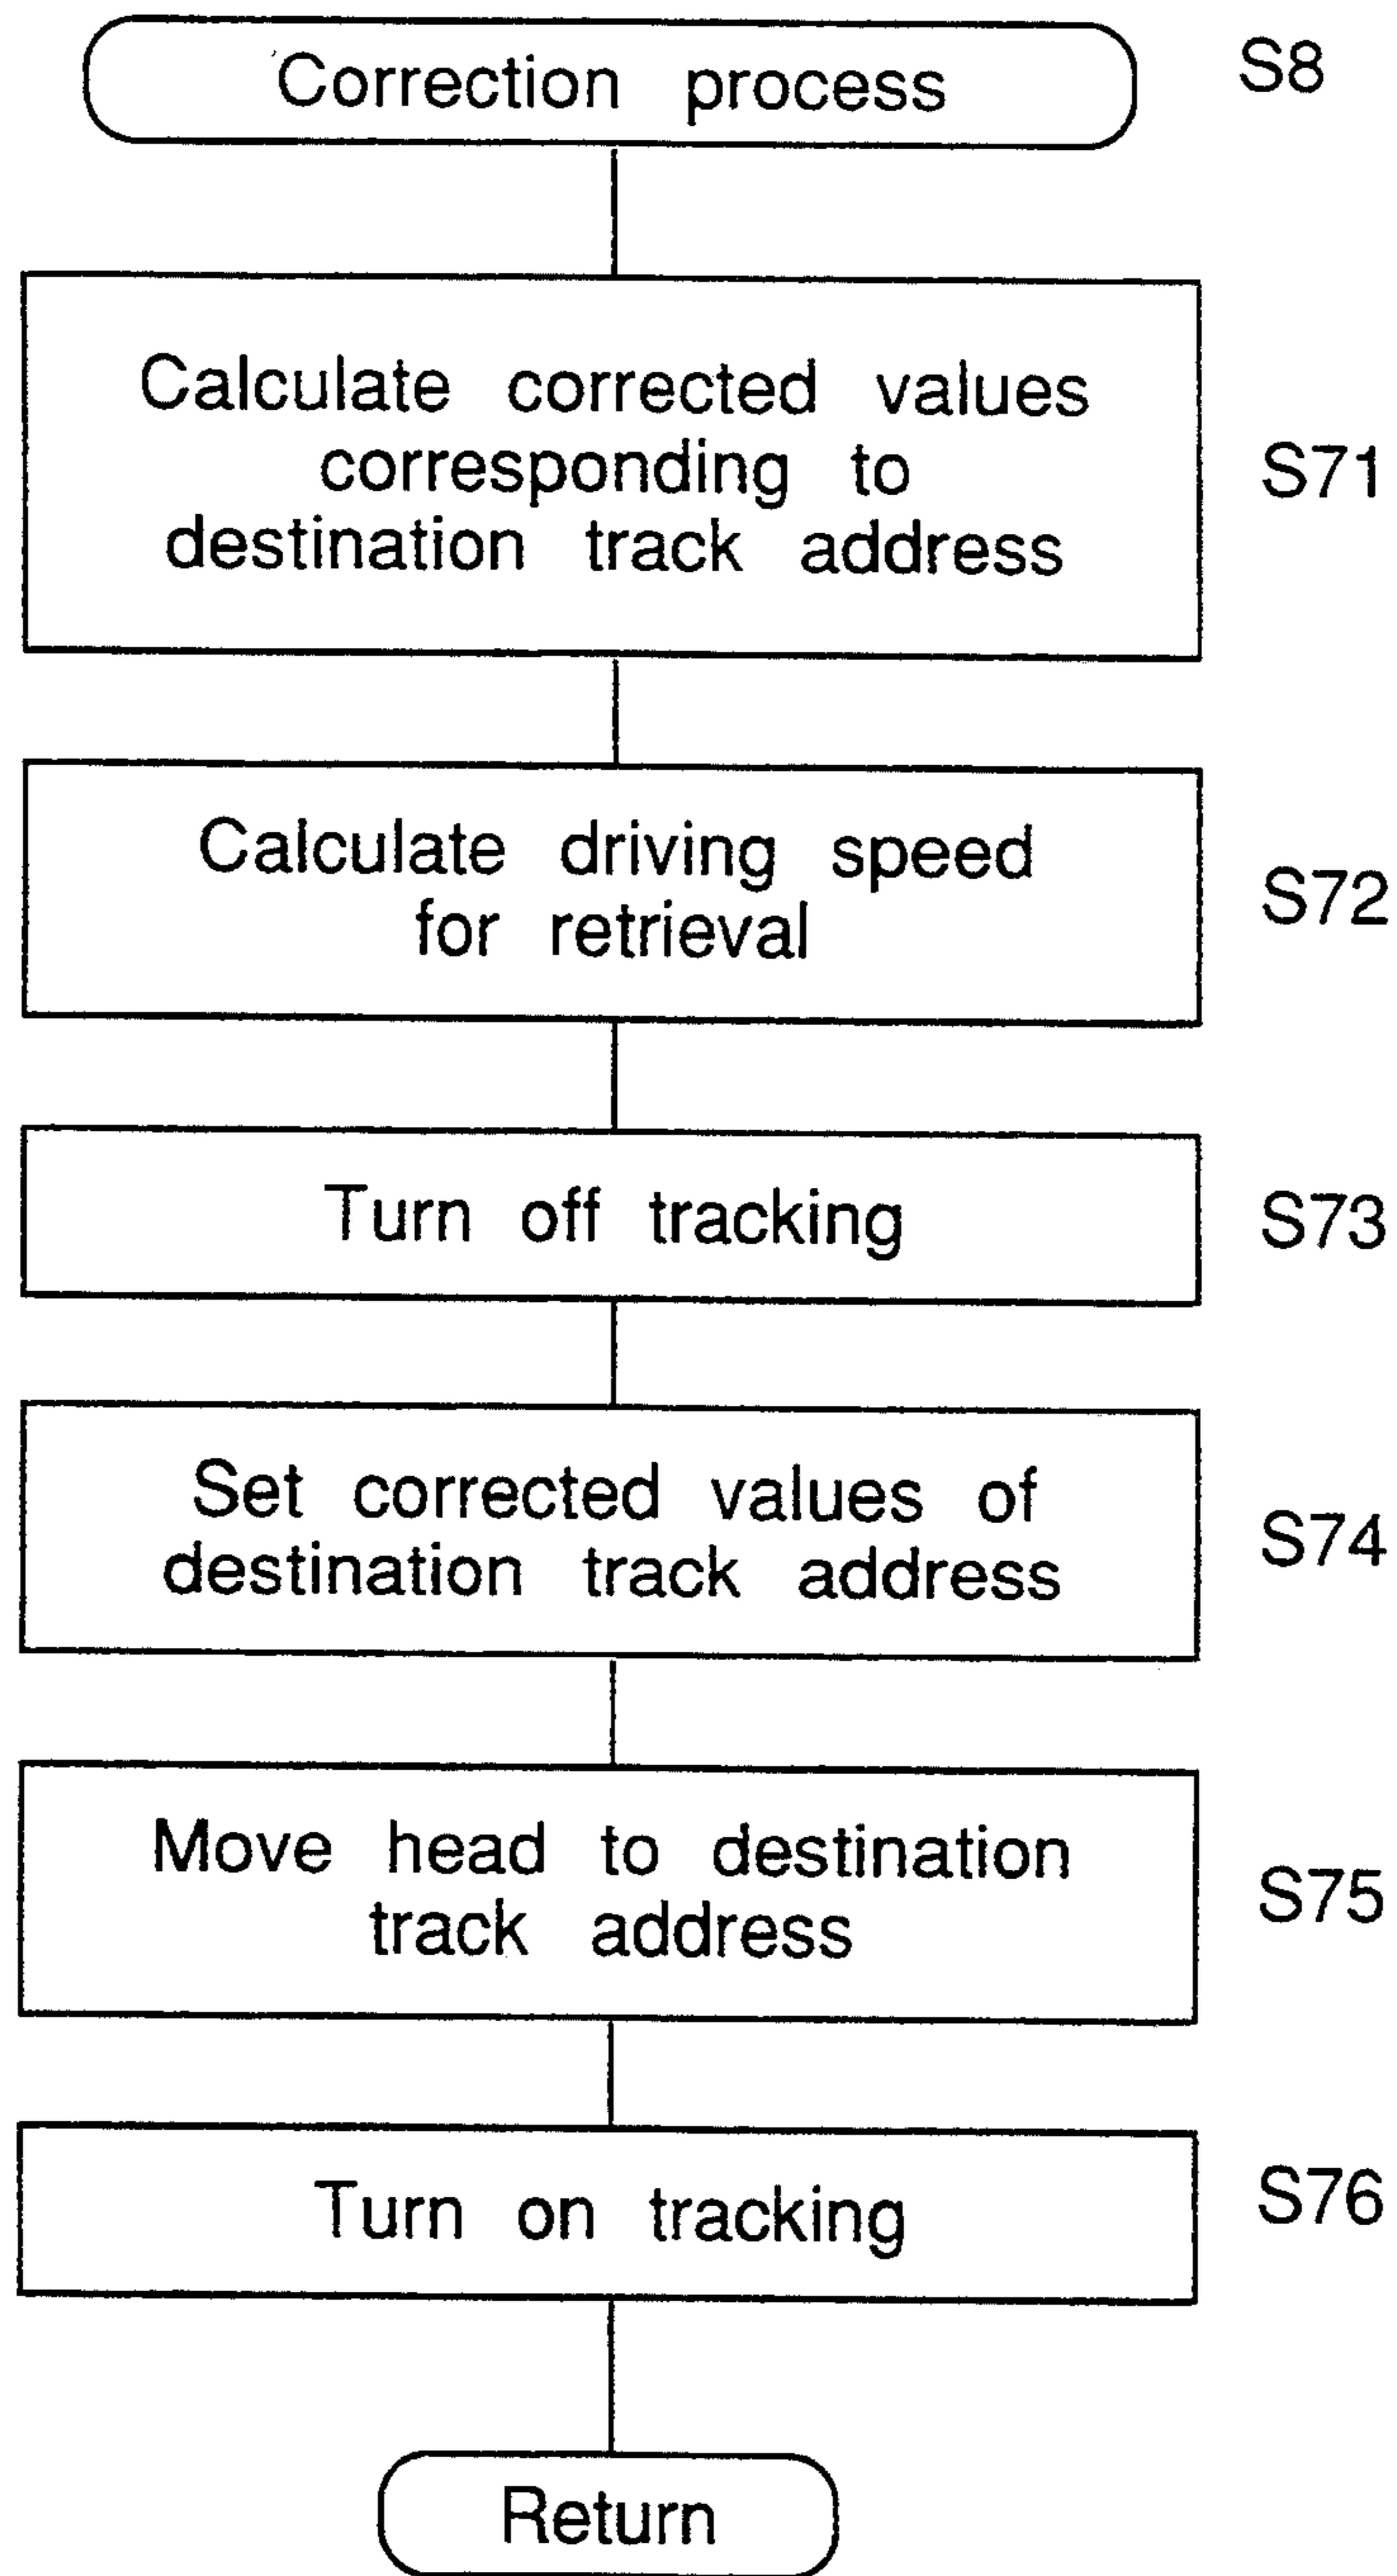 Correction process S8
Calculate corrected values
corresponding to S71
destination track address
Calculate driving speed S72
for retrieval
Turn off tracking S73
Set corrected values of S74
destination track address
Move head to destination S75
track address
Turn on tracking S76
Return